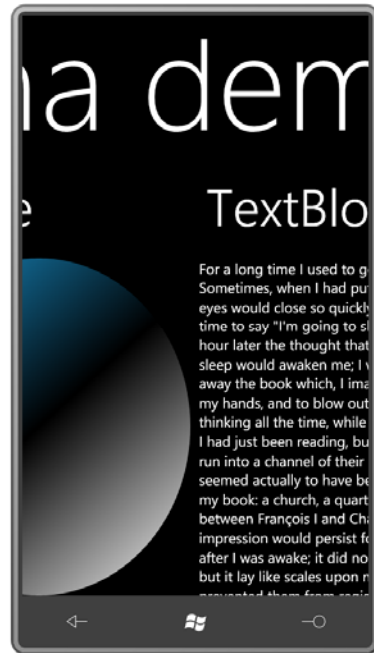 na dem
e
TextBlo
For a long time I used to g
Sometimes, when I had pu
eyes would close so quickly
time to say "I'm going to sl
hour later the thought that
sleep would awaken me; I
away the book which, I ima
my hands, and to blow out
thinking all the time, while
I had just been reading, bu
run into a channel of their
seemed actually to have be
my book: a church, a quart
between François I and Cha
impression would persist fo
after I was awake; it did no
but it lay like scales upon
prevented them from